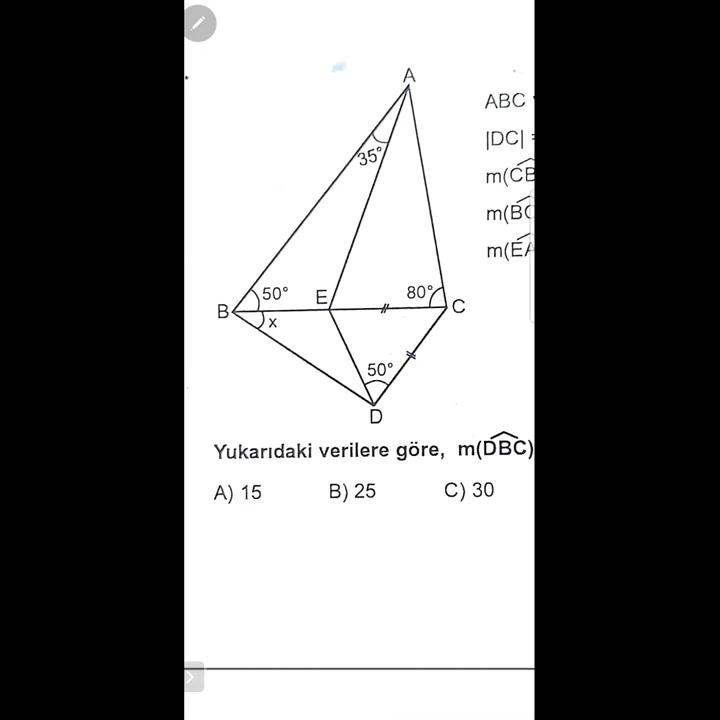 A
ABC
35°
|DC| =
m(CB
m(BC
m(EA
50°
E
80°
B
C
x
50°
D
Yukarıdaki verilere göre, m(DBC)
A) 15 B) 25 C) 30